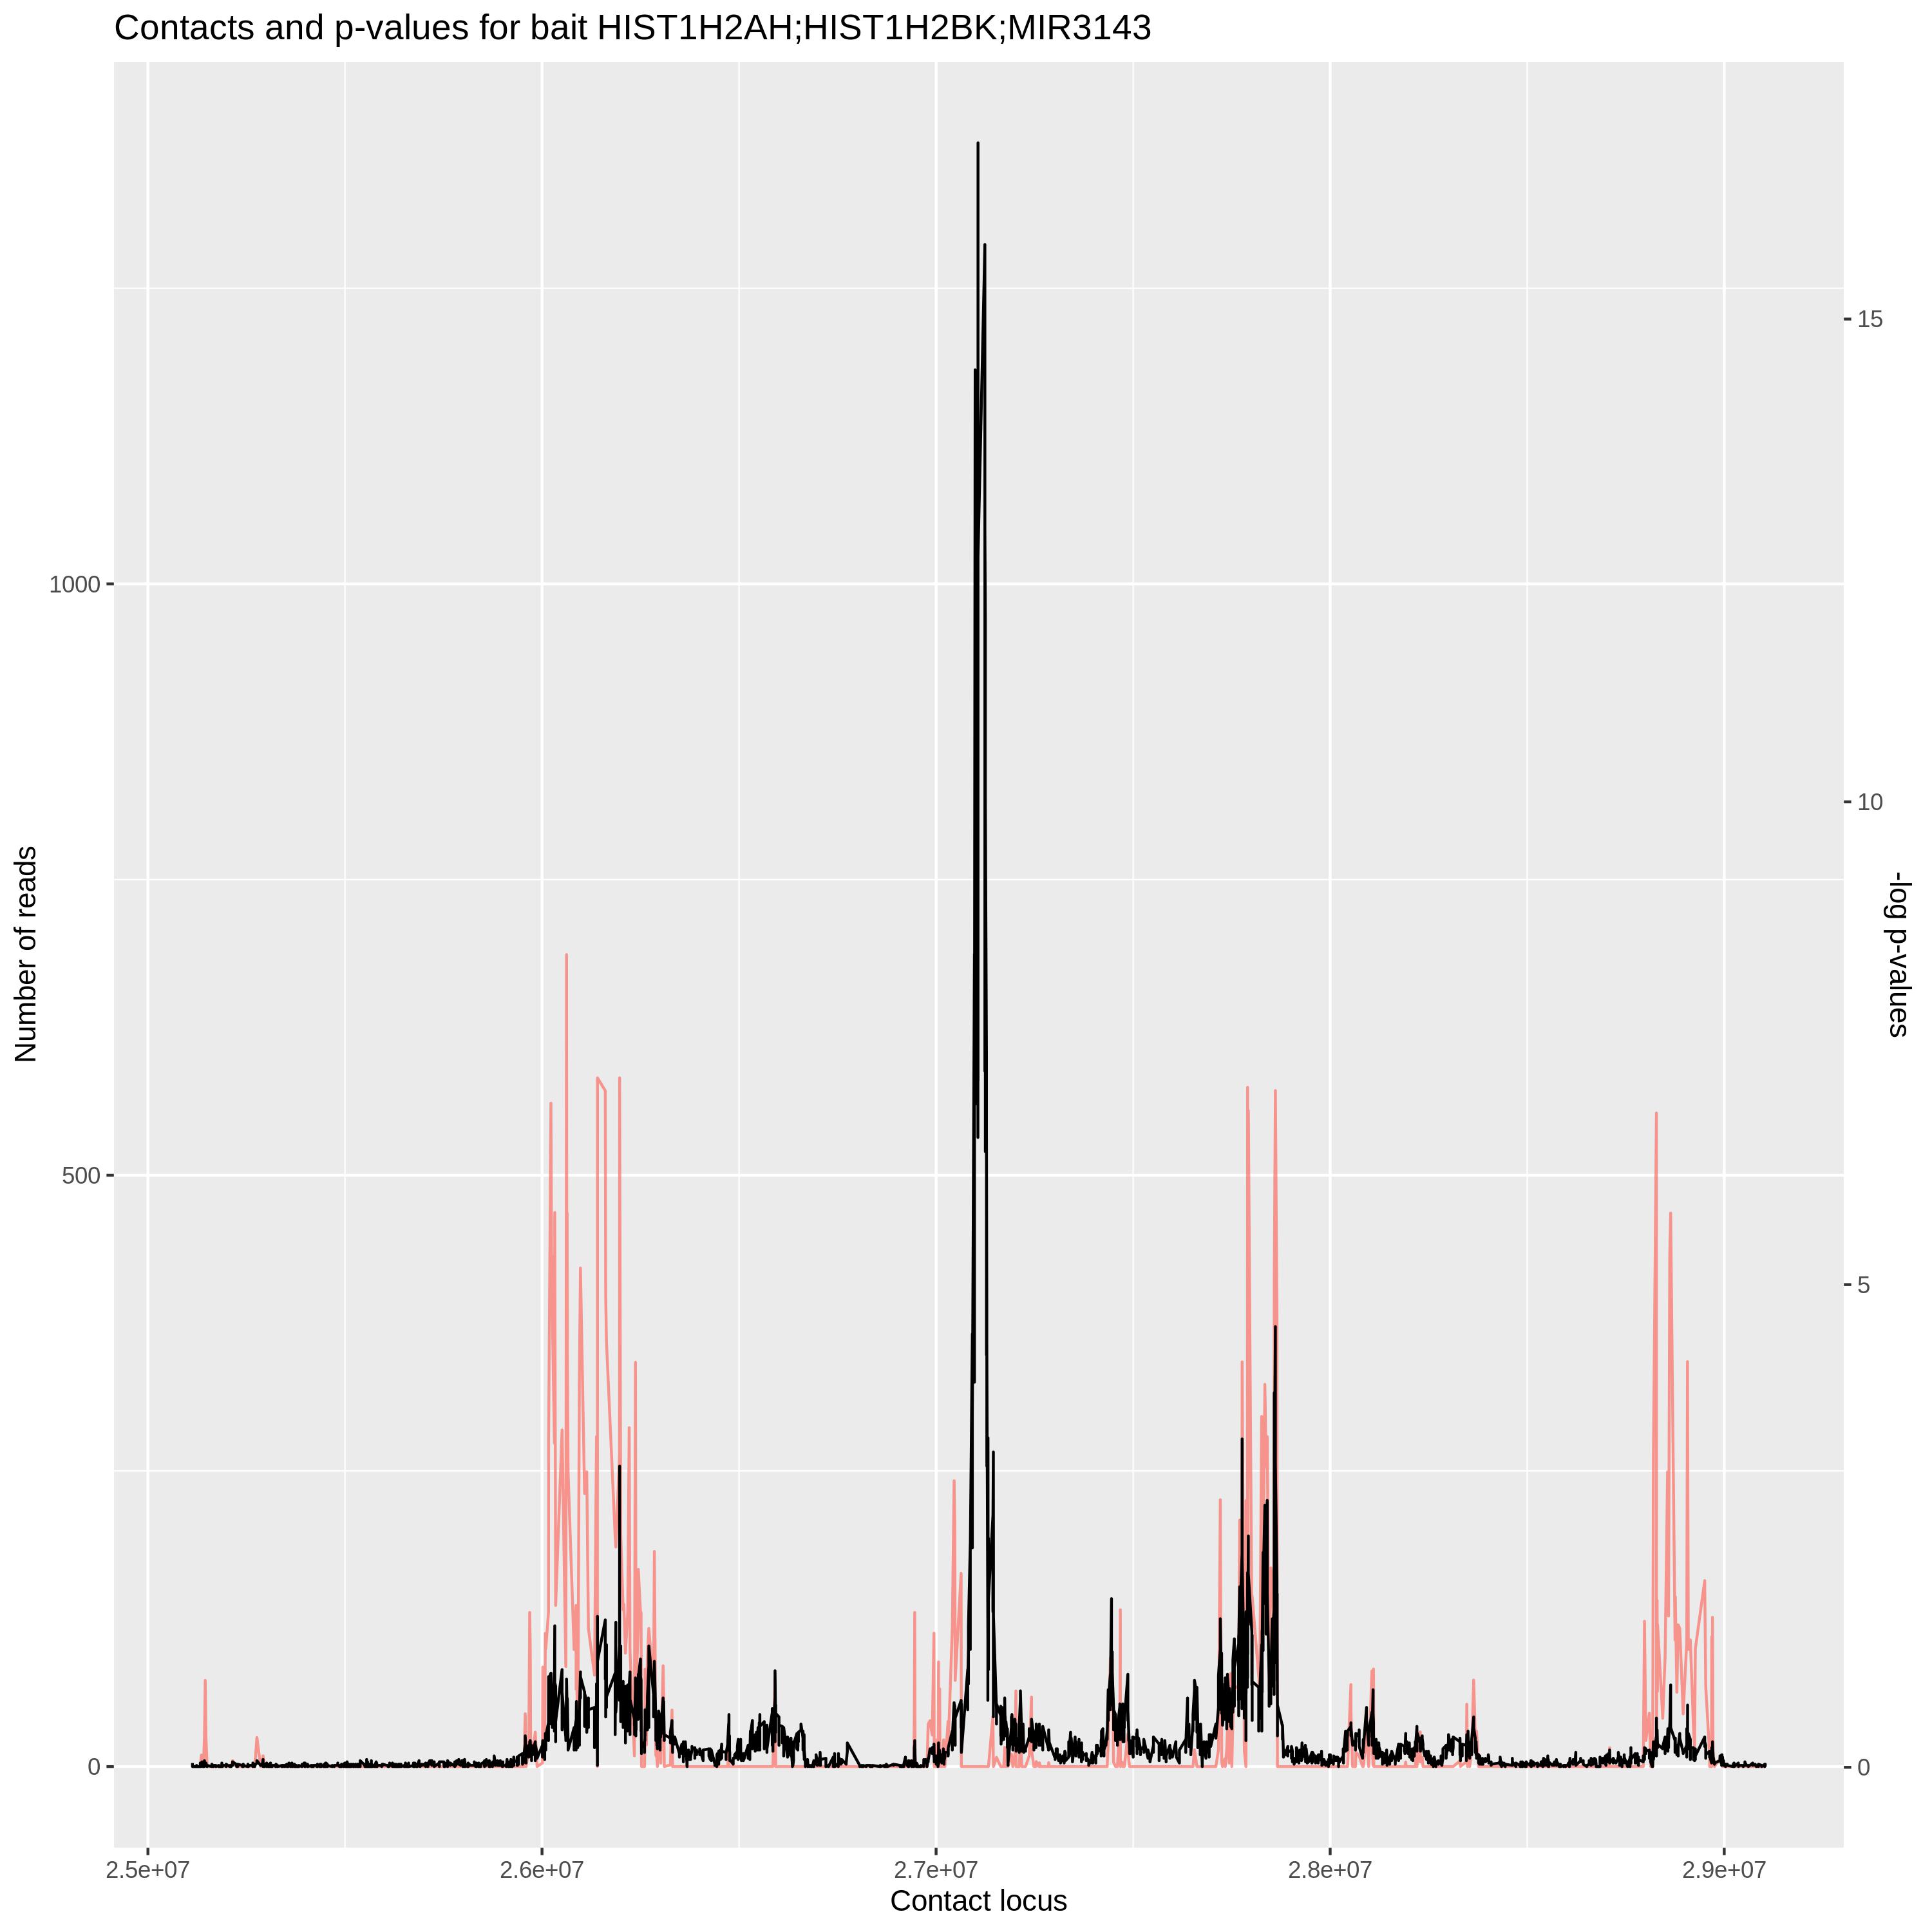 Contacts and p-values for bait HIST1H2AH;HIST1H2BK;MIR3143
Number of reads
1000
500
0
15
10
5
0
-log p-values
2.5e+07
2.6e+07
2.7e+07
2.8e+07
2.9e+07
Contact locus